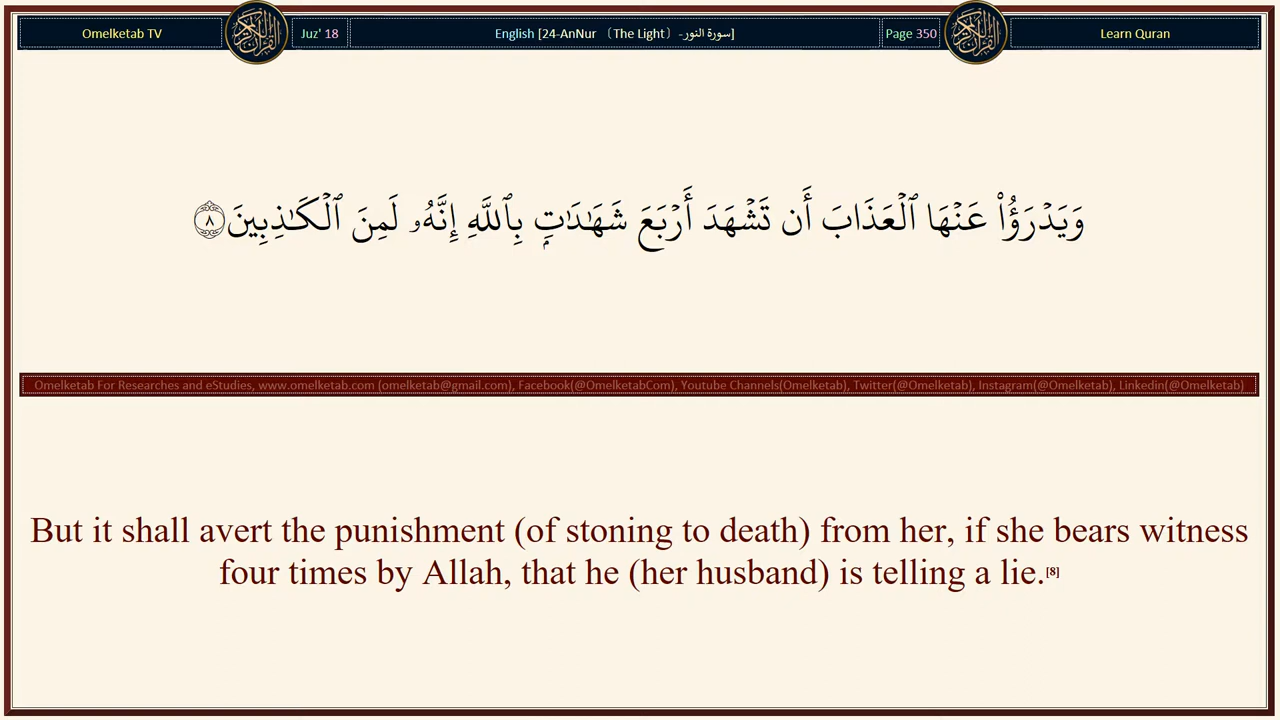 Omelketab TV
Juz' 18
English [24-AnNur （The Light） -سورة النور]
Page 350
Learn Quran
وَيَدۡرَؤُاْ عَنۡهَا ٱلۡعَذَابَ أَن تَشۡهَدَ أَرۡبَعَ شَهَٰدَٰتِۭ بِٱللَّهِ إِنَّهُۥ لَمِنَ ٱلۡكَٰذِبِينَ ٨
Omelketab For Researches and eStudies, www.omelketab.com (omelketab@gmail.com), Facebook(@OmelketabCom), Youtube Channels(Omelketab), Twitter(@Omelketab), Instagram(@Omelketab), Linkedin(@Omelketab)
But it shall avert the punishment (of stoning to death) from her, if she bears witness
four times by Allah, that he (her husband) is telling a lie.[8]